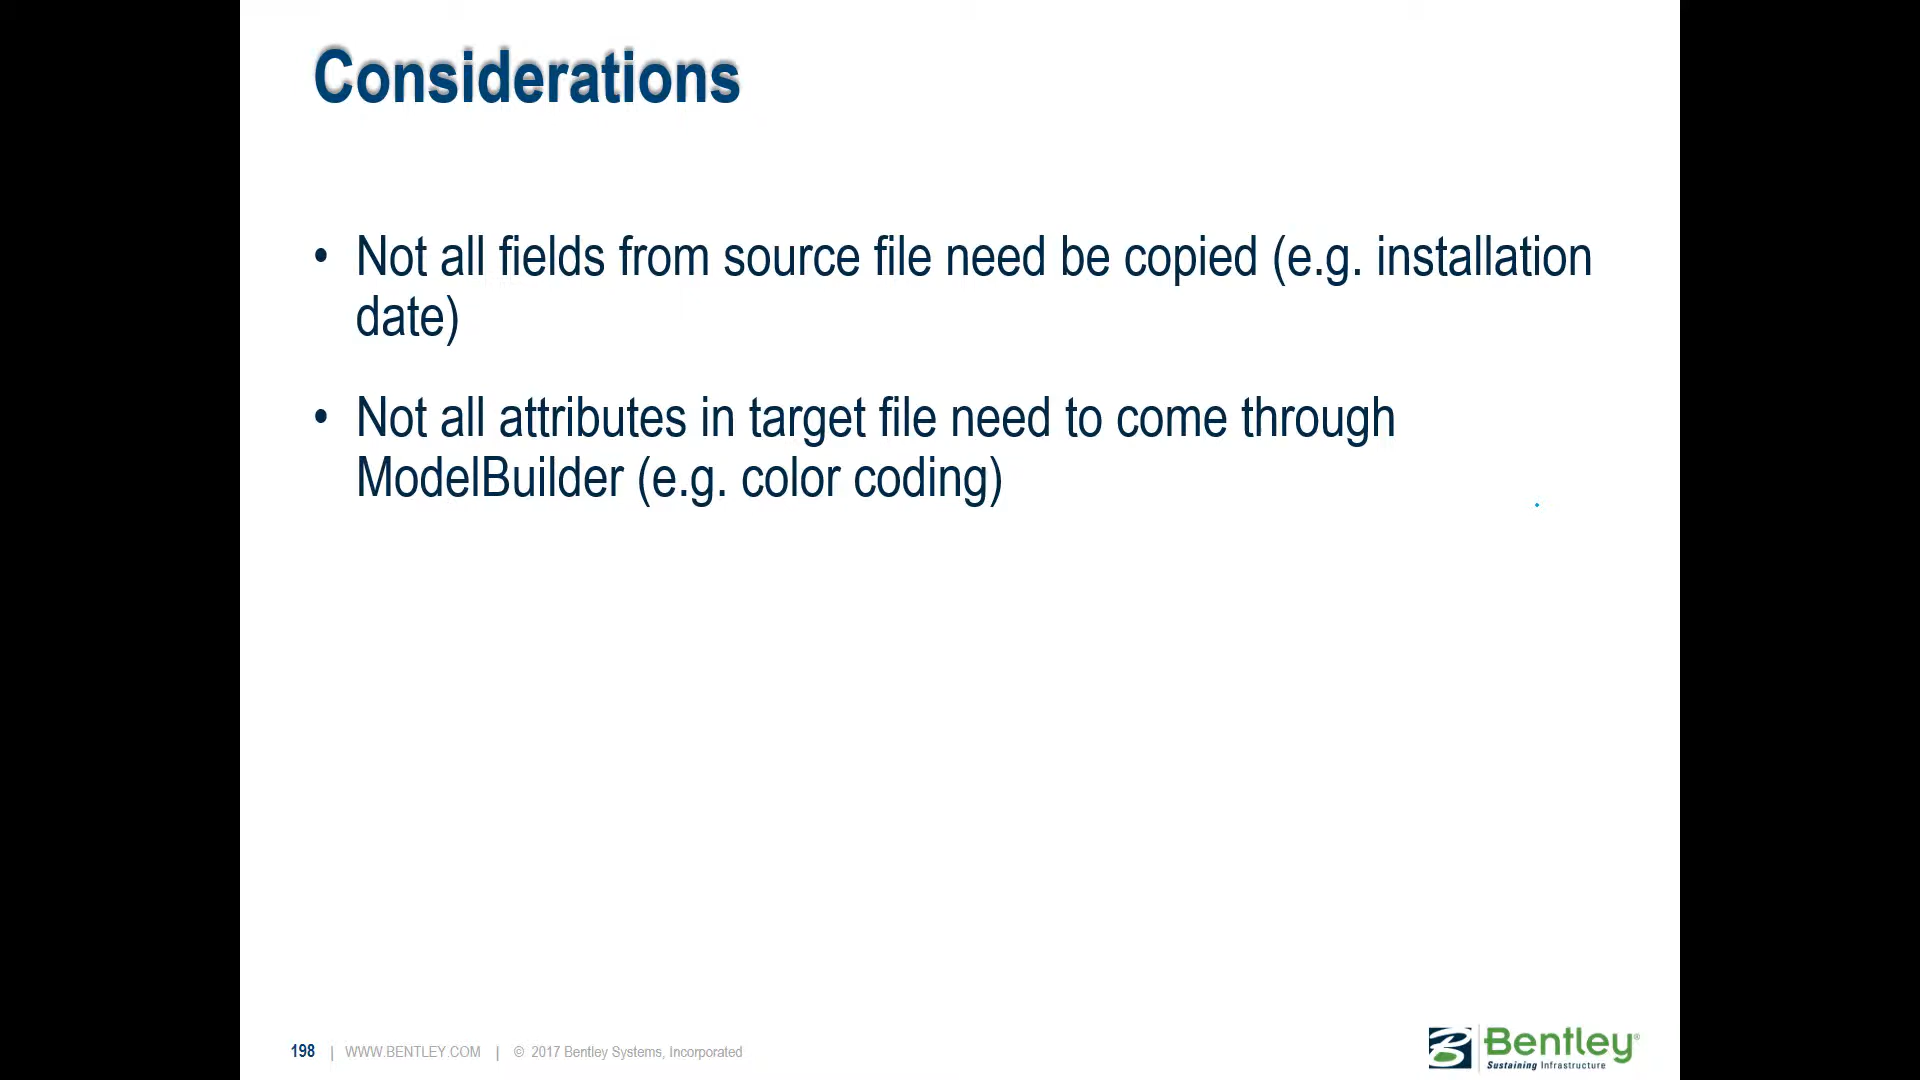 Considerations
• Not all fields from source file need be copied (e.g. installation
date)
• Not all attributes in target file need to come through
ModelBuilder (e.g. color coding)
198 | WWW.BENTLEY.COM | © 2017 Bentley Systems, Incorporated
Bentley®
Sustaining Infrastructure